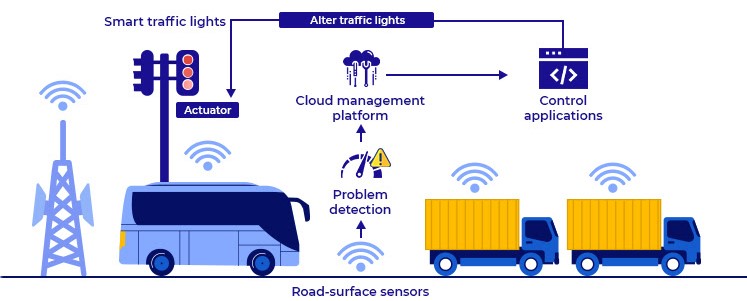 Smart traffic lights
Alter traffic lights
Actuator
Cloud management
platform
</>
Control
applications
Problem
detection
Road-surface sensors